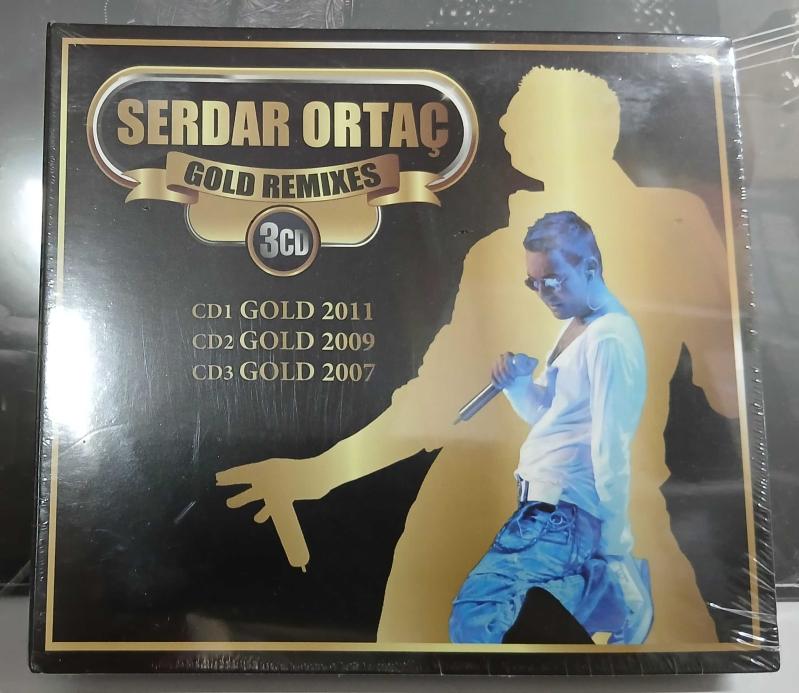 SERDAR ORTAÇ
GOLD REMIXES
3CD
CD1 GOLD 2011
CD2 GOLD 2009
CD3 GOLD 2007